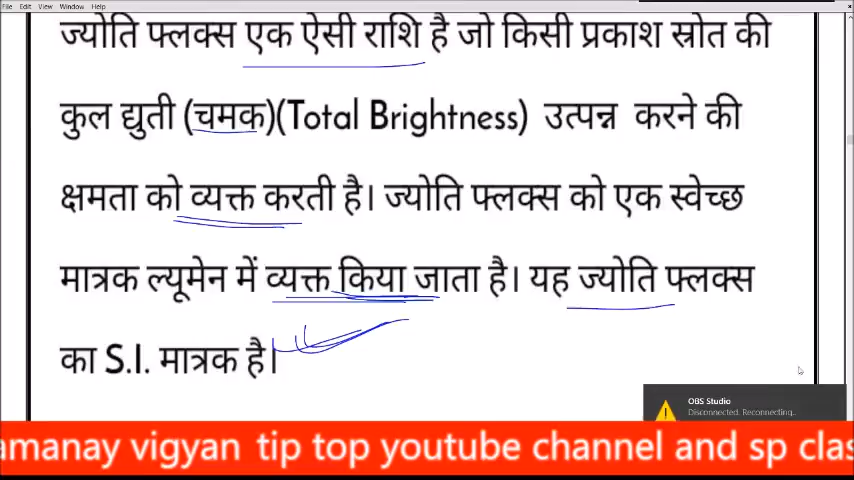 File Edit View Window Help
ज्योति फ्लक्स एक ऐसी राशि है जो किसी प्रकाश स्रोत की
कुल द्युती (चमक)(Total Brightness) उत्पन्न करने की
क्षमता को व्यक्त करती है। ज्योति फ्लक्स को एक स्वेच्छ
मात्रक ल्यूमेन में व्यक्त किया जाता है। यह ज्योति फ्लक्स
का S.I. मात्रक है।
OBS Studio
Disconnected. Reconnecting..
amanay vigyan tip top youtube channel and sp clas